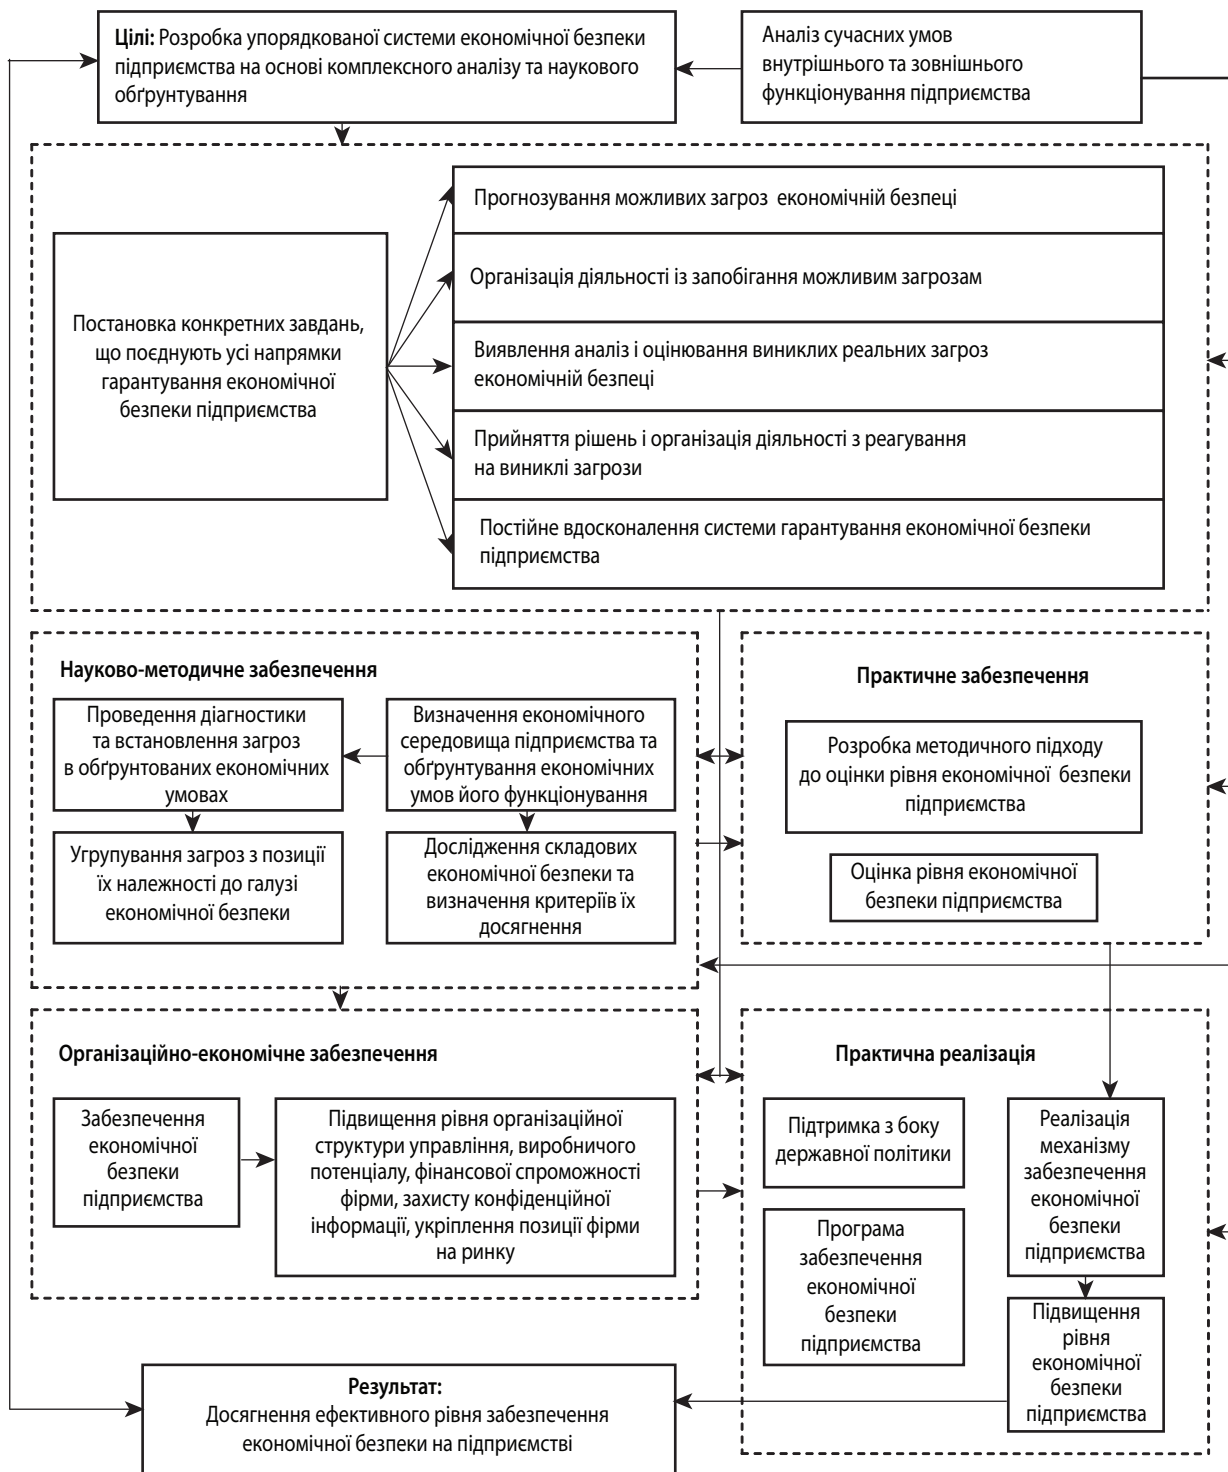 Цілі: Розробка упорядкованої системи економічної безпеки
підприємства на основі комплексного аналізу та наукового
обґрунтування
Аналіз сучасних умов
внутрішнього та зовнішнього
функціонування підприємства
Постановка конкретних завдань,
що поєднують усі напрямки
гарантування економічної
безпеки підприємства
Прогнозування можливих загроз економічній безпеці
Організація діяльності із запобігання можливим загрозам
Виявлення аналіз і оцінювання виниклих реальних загроз
економічній безпеці
Прийняття рішень і організація діяльності з реагування
на виниклі загрози
Постійне вдосконалення системи гарантування економічної безпеки
підприємства
Науково-методичне забезпечення
Проведення діагностики
та встановлення загроз
в обґрунтованих економічних
умовах
Визначення економічного
середовища підприємства та
обґрунтування економічних
умов його функціонування
Угрупування загроз з позиції
їх належності до галузі
економічної безпеки
Дослідження складових
економічної безпеки та
визначення критеріїв їх
досягнення
Практичне забезпечення
Розробка методичного підходу
до оцінки рівня економічної безпеки
підприємства
Оцінка рівня економічної
безпеки підприємства
Організаційно-економічне забезпечення
Забезпечення
економічної
безпеки
підприємства
Підвищення рівня організаційної
структури управління, виробничого
потенціалу, фінансової спроможності
фірми, захисту конфіденційної
інформації, укріплення позиції фірми
на ринку
Практична реалізація
Підтримка з боку
державної політики
Програма
забезпечення
економічної
безпеки
підприємства
Реалізація
механізму
забезпечення
економічної
безпеки
підприємства
Підвищення
рівня
економічної
безпеки
підприємства
Результат:
Досягнення ефективного рівня забезпечення
економічної безпеки на підприємстві